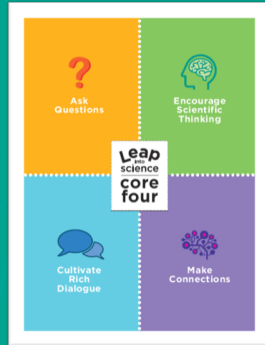 Ask
Questions
Encourage
Scientific
Thinking
Leap
into
science
core
four
Cultivate
Rich
Dialogue
Make
Connections